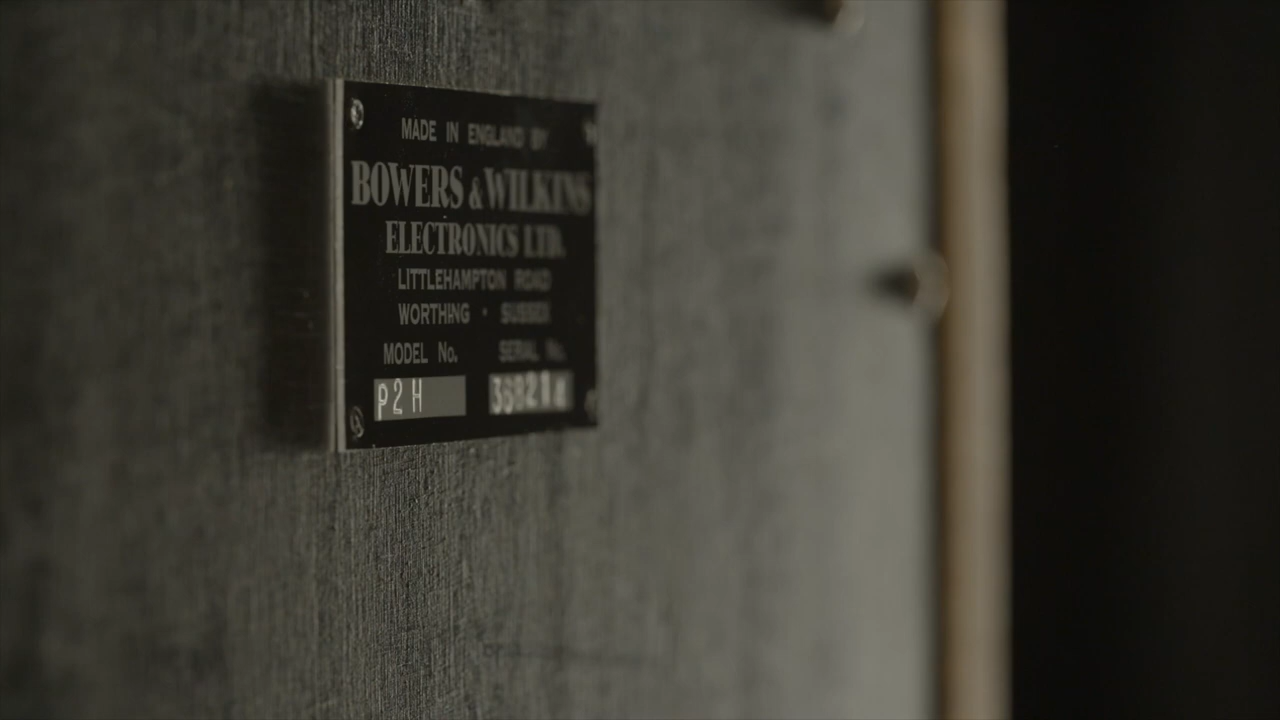 MADE IN ENGLAND BY
BOWERS & WILKINS
ELECTRONICS LTD.
LITTLEHAMPTON ROAD
WORTHING · SUSSEX
MODEL No. SERIAL No.
P2H